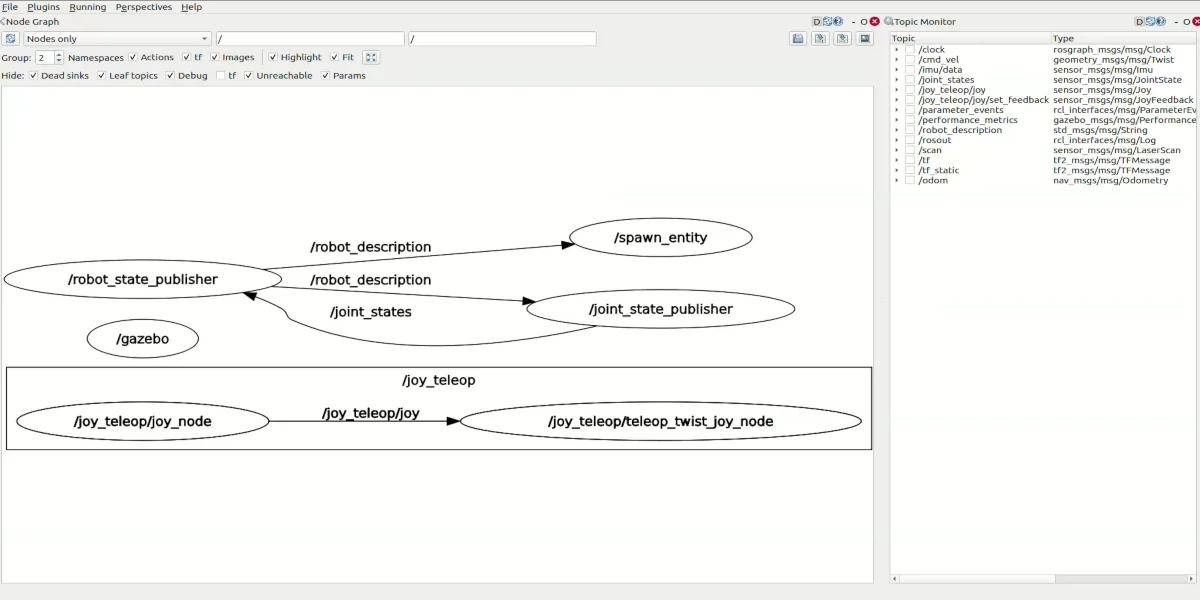 File Plugins Running Perspectives Help
Node Graph D - O
Nodes only / /
Group: 2 Namespaces Actions tf Images Highlight Fit
Hide: Dead sinks Leaf topics Debug tf Unreachable Params
/robot_description
/spawn_entity
/robot_state_publisher
/robot_description
/joint_states
/joint_state_publisher
/gazebo
/joy_teleop
/joy_teleop/joy_node
/joy_teleop/joy
/joy_teleop/teleop_twist_joy_node
Topic Monitor D - O
Topic Type
/clock rosgraph_msgs/msg/Clock
/cmd_vel geometry_msgs/msg/Twist
/imu/data sensor_msgs/msg/Imu
/joint_states sensor_msgs/msg/JointState
/joy_teleop/joy sensor_msgs/msg/Joy
/joy_teleop/joy/set_feedback sensor_msgs/msg/JoyFeedback
/parameter_events rcl_interfaces/msg/ParameterEv
/performance_metrics gazebo_msgs/msg/Performance
/robot_description std_msgs/msg/String
/rosout rcl_interfaces/msg/Log
/scan sensor_msgs/msg/LaserScan
/tf tf2_msgs/msg/TFMessage
/tf_static tf2_msgs/msg/TFMessage
/odom nav_msgs/msg/Odometry